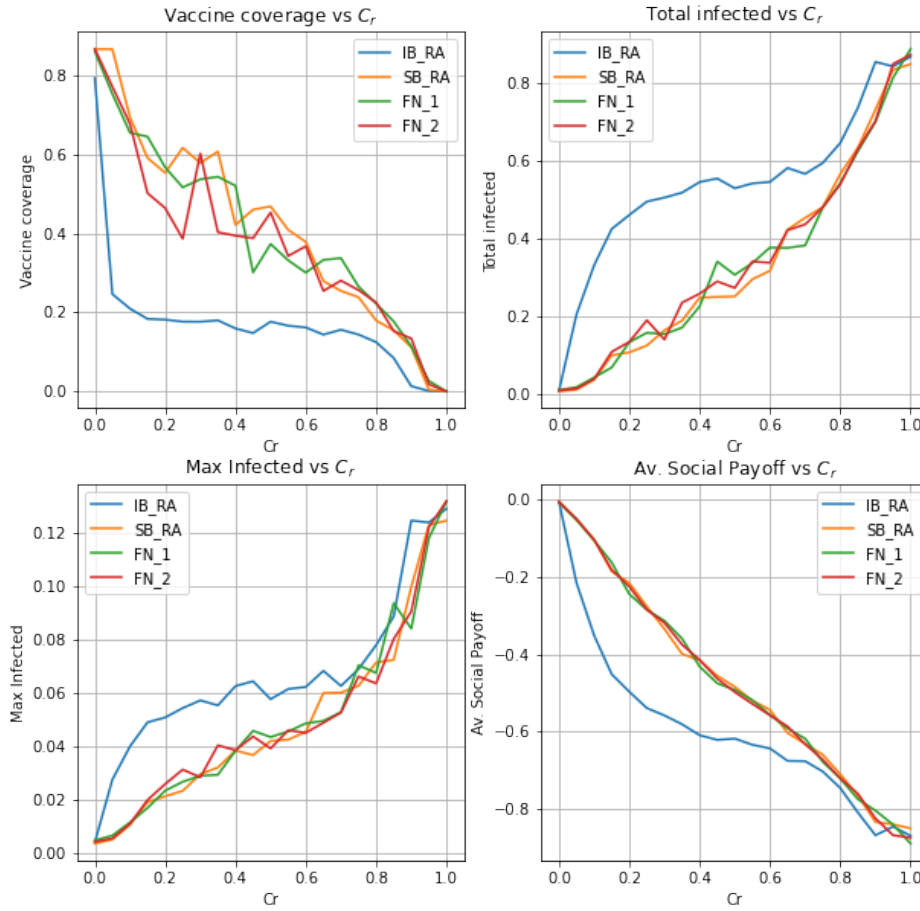 Vaccine coverage vs C_r
Vaccine coverage
0.8
0.6
0.4
0.2
0.0
IB_RA
SB_RA
FN_1
FN_2
0.0 0.2 0.4 0.6 0.8 1.0
Cr
Total infected vs C_r
Total infected
0.8
0.6
0.4
0.2
0.0
IB_RA
SB_RA
FN_1
FN_2
0.0 0.2 0.4 0.6 0.8 1.0
Cr
Max Infected vs C_r
Max Infected
0.12
0.10
0.08
0.06
0.04
0.02
0.00
IB_RA
SB_RA
FN_1
FN_2
0.0 0.2 0.4 0.6 0.8 1.0
Cr
Av. Social Payoff vs C_r
Av. Social Payoff
0.0
−0.2
−0.4
−0.6
−0.8
IB_RA
SB_RA
FN_1
FN_2
0.0 0.2 0.4 0.6 0.8 1.0
Cr